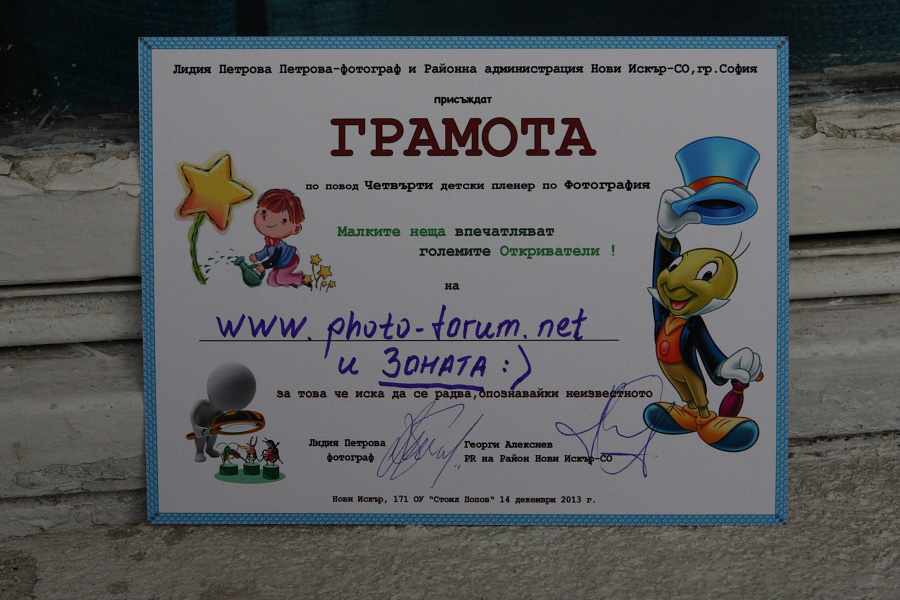 Лидия Петрова Петрова-фотограф и Районна администрация Нови Искър-СО,гр.София
присъждат
ГРАМОТА
по повод Четвърти детски пленер по Фотография
Малките неща впечатляват
големите Откриватели !
на
www.photo-forum.net
и Зоната :)
за това че иска да се радва,опознавайки неизвестното
Лидия Петрова
фотограф
Георги Алексиев
PR на Район Нови Искър-СО
Нови Искър, 171 ОУ "Стоил Попов" 14 декември 2013 г.